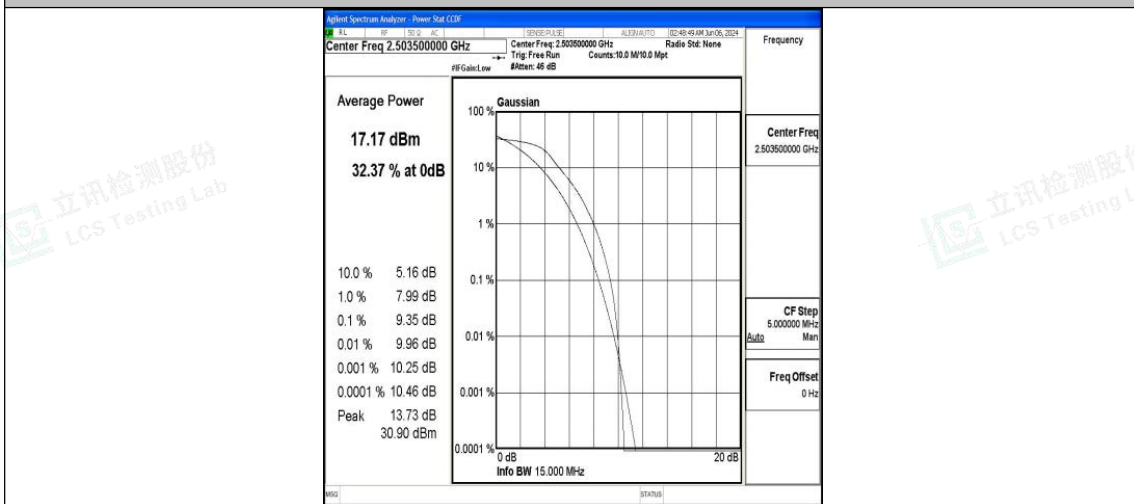 Agilent Spectrum Analyzer - Power Stat CCDF
RL RF 50 Ω AC SENSE:PULSE ALIGN AUTO 02:48:49 AM Jun 06, 2024
Center Freq 2.503500000 GHz
Center Freq: 2.503500000 GHz Radio Std: None
Trig: Free Run Counts:10.0 M/10.0 Mpt
#IFGain:Low #Atten: 46 dB
Frequency
Average Power
17.17 dBm
32.37 % at 0dB
10.0 % 5.16 dB
1.0 % 7.99 dB
0.1 % 9.35 dB
0.01 % 9.96 dB
0.001 % 10.25 dB
0.0001 % 10.46 dB
Peak 13.73 dB
30.90 dBm
Gaussian
100 %
10 %
1 %
0.1 %
0.01 %
0.001 %
0.0001 %
0 dB 20 dB
Info BW 15.000 MHz
Center Freq
2.503500000 GHz
CF Step
5.000000 MHz
Auto Man
Freq Offset
0 Hz
MSG STATUS
立讯检测股份
LCS Testing Lab
立讯检测股份
LCS Testing L